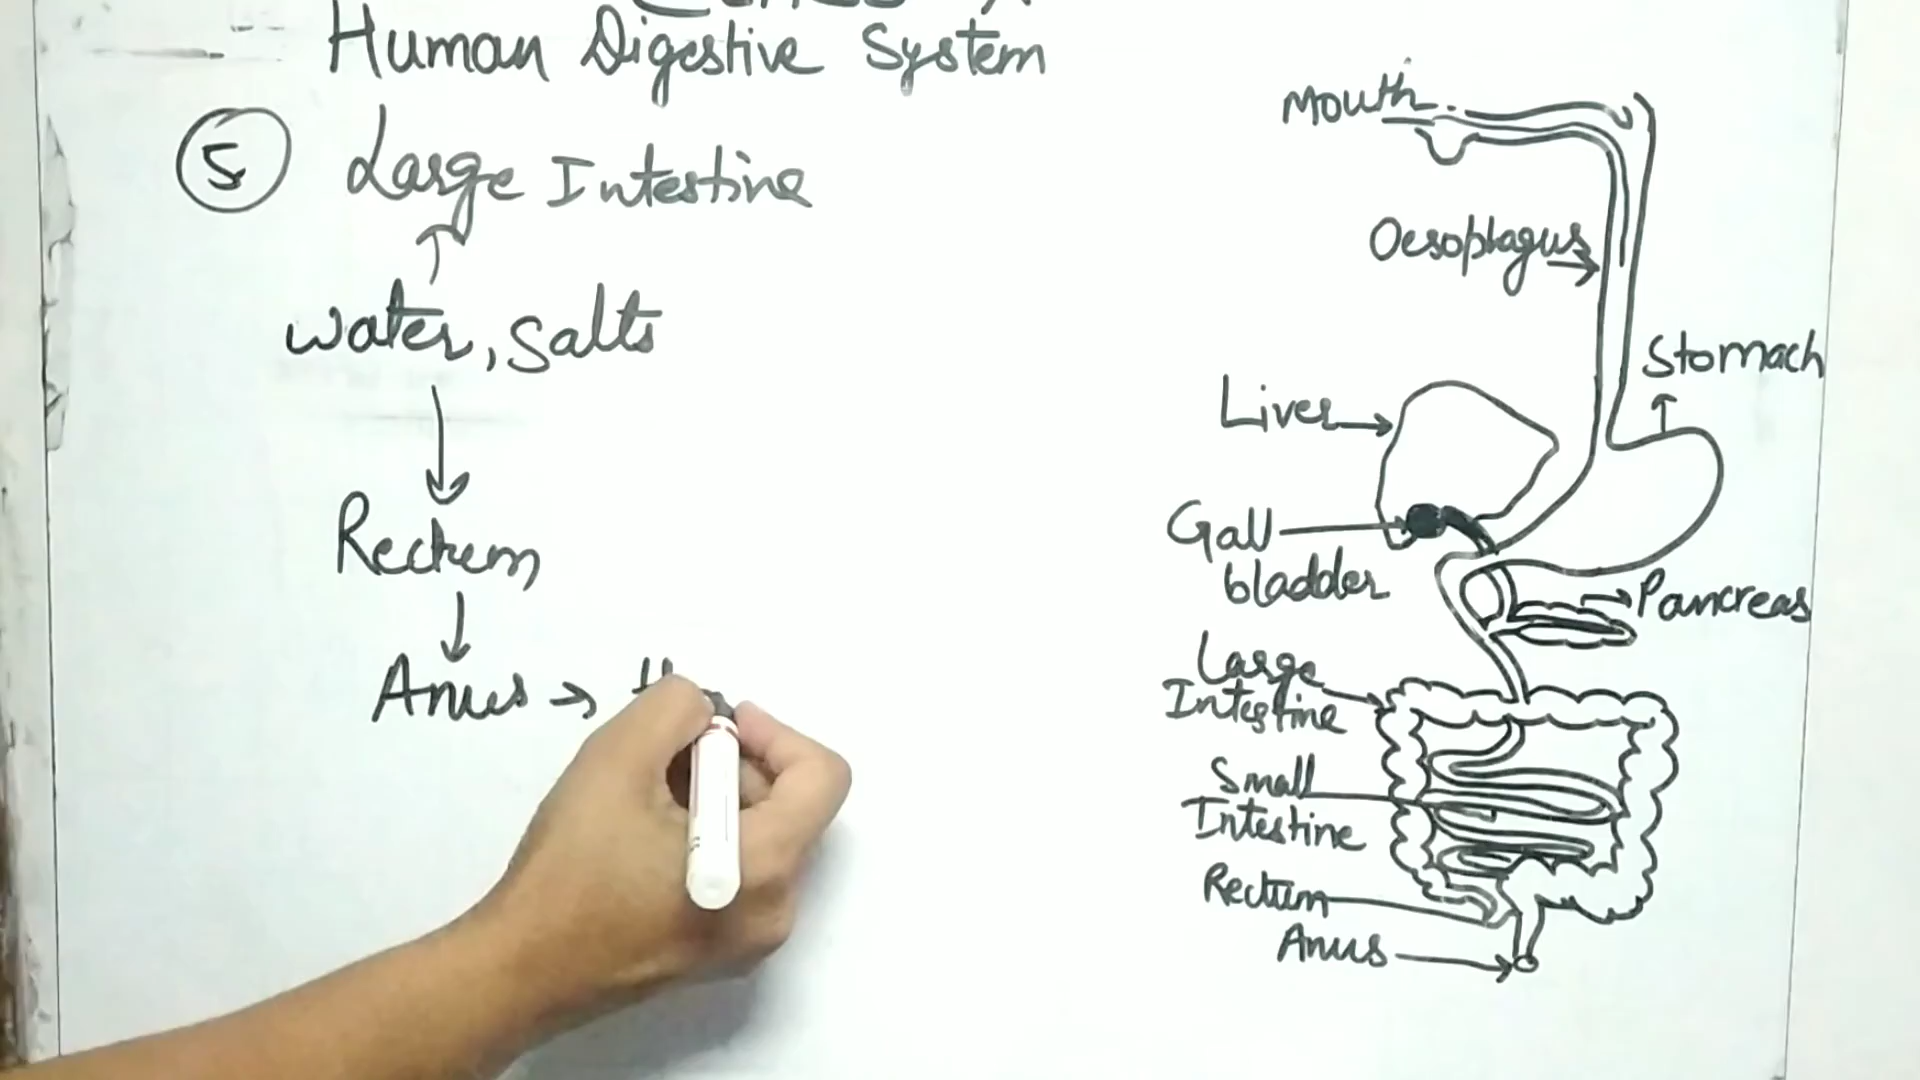 Human Digestive System
5 Large Intestine
Water, Salts
Rectum
Anus →
Mouth
Oesophagus
Stomach
Liver
Gall
bladder
Pancreas
Large
Intestine
Small
Intestine
Rectum
Anus